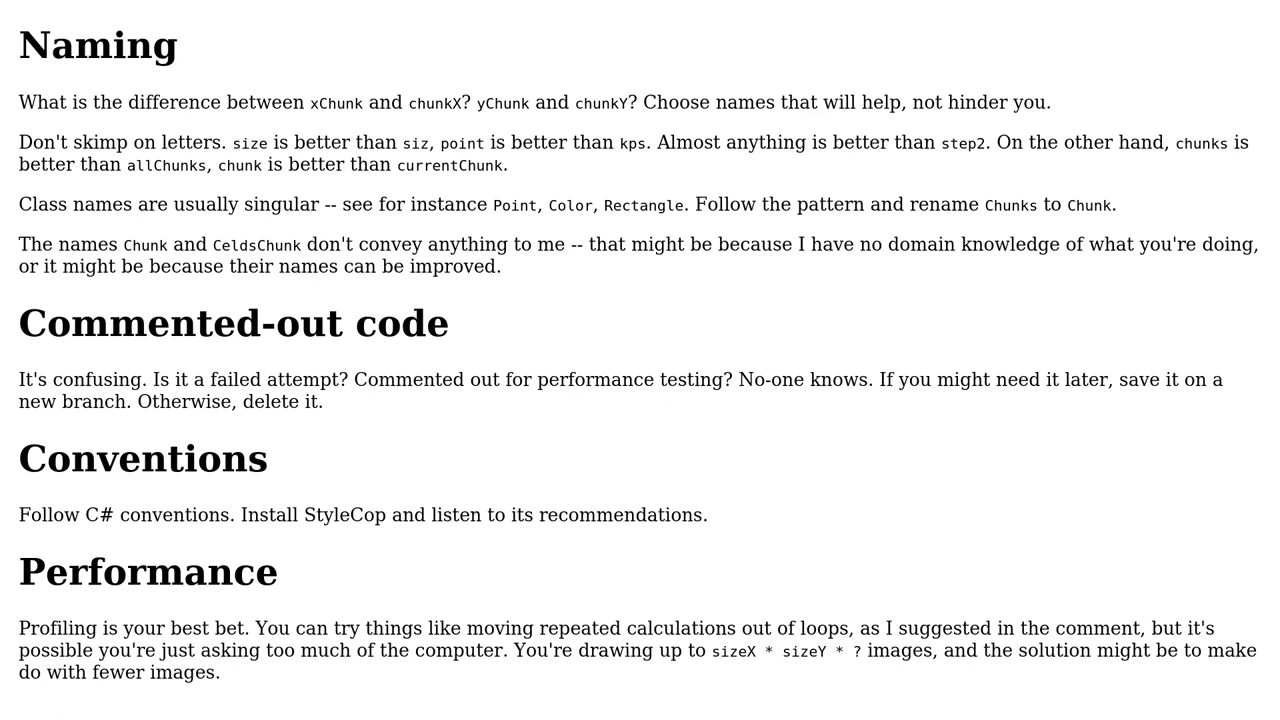 Naming
What is the difference between xChunk and chunkX? yChunk and chunkY? Choose names that will help, not hinder you.
Don't skimp on letters. size is better than siz, point is better than kps. Almost anything is better than step2. On the other hand, chunks is
better than allChunks, chunk is better than currentChunk.
Class names are usually singular -- see for instance Point, Color, Rectangle. Follow the pattern and rename Chunks to Chunk.
The names Chunk and CeldsChunk don't convey anything to me -- that might be because I have no domain knowledge of what you're doing,
or it might be because their names can be improved.
Commented-out code
It's confusing. Is it a failed attempt? Commented out for performance testing? No-one knows. If you might need it later, save it on a
new branch. Otherwise, delete it.
Conventions
Follow C# conventions. Install StyleCop and listen to its recommendations.
Performance
Profiling is your best bet. You can try things like moving repeated calculations out of loops, as I suggested in the comment, but it's
possible you're just asking too much of the computer. You're drawing up to sizeX * sizeY * ? images, and the solution might be to make
do with fewer images.